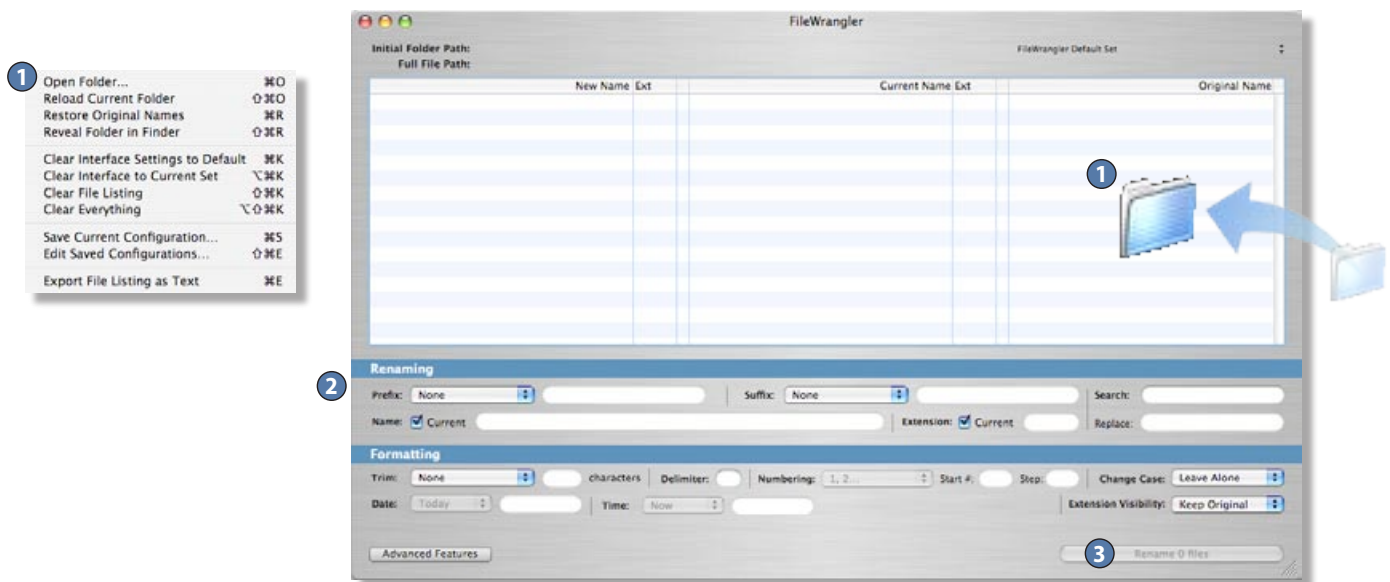 1
Open Folder... ⌘O
Reload Current Folder ⇧⌘O
Restore Original Names ⌘R
Reveal Folder in Finder ⇧⌘R
Clear Interface Settings to Default ⌘K
Clear Interface to Current Set ⌥⌘K
Clear File Listing ⇧⌘K
Clear Everything ⌥⇧⌘K
Save Current Configuration... ⌘S
Edit Saved Configurations... ⇧⌘E
Export File Listing as Text ⌘E
FileWrangler
Initial Folder Path: FileWrangler Default Set
Full File Path:
New Name Ext Current Name Ext Original Name
1
Renaming
2
Prefix: None Suffix: None Search:
Name: Current Extension: Current Replace:
Formatting
Trim: None characters Delimiter: Numbering: 1, 2... Start #: Step: Change Case: Leave Alone
Date: Today Time: Now Extension Visibility: Keep Original
Advanced Features 3 Rename 0 files